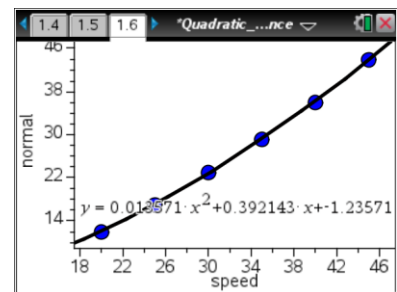 1.4 1.5 1.6 *Quadratic_...nce
46
38
30
22
14
normal
y = 0.013571·x²+0.392143·x+⁻1.23571
18 22 26 30 34 38 42 46
speed